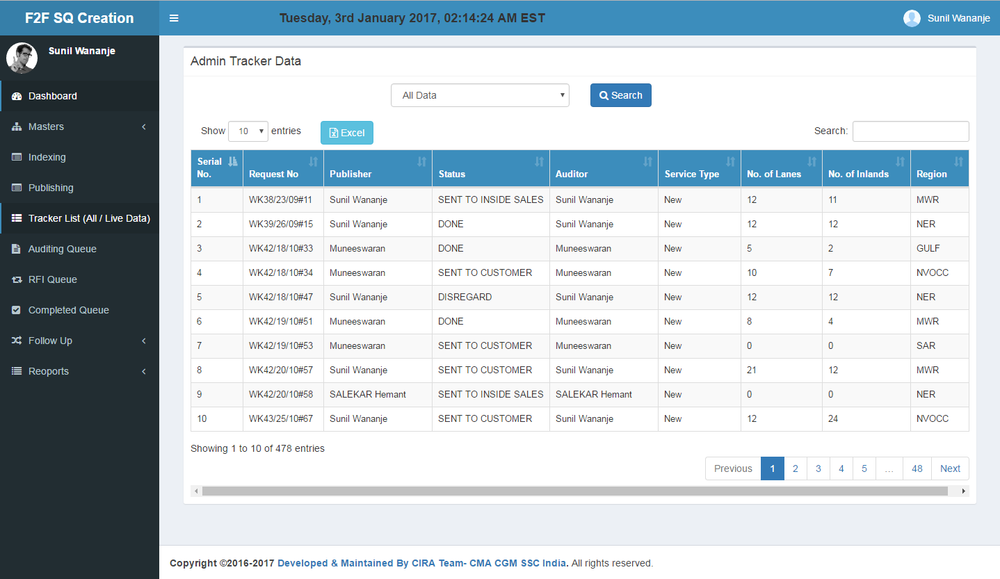 F2F SQ Creation
Tuesday, 3rd January 2017, 02:14:24 AM EST
Sunil Wananje
Sunil Wananje
Dashboard
Masters
Indexing
Publishing
Tracker List (All / Live Data)
Auditing Queue
RFI Queue
Completed Queue
Follow Up
Reoports
Admin Tracker Data
All Data
Search
Show 10 entries
Excel
Search:
Serial No. Request No Publisher Status Auditor Service Type No. of Lanes No. of Inlands Region
1 WK38/23/09#11 Sunil Wananje SENT TO INSIDE SALES Sunil Wananje New 12 11 MWR
2 WK39/26/09#15 Sunil Wananje DONE Sunil Wananje New 12 12 NER
3 WK42/18/10#33 Muneeswaran DONE Muneeswaran New 5 2 GULF
4 WK42/18/10#34 Muneeswaran SENT TO CUSTOMER Muneeswaran New 10 7 NVOCC
5 WK42/18/10#47 Sunil Wananje DISREGARD Sunil Wananje New 12 12 NER
6 WK42/19/10#51 Muneeswaran DONE Muneeswaran New 8 4 MWR
7 WK42/19/10#53 Muneeswaran SENT TO CUSTOMER Muneeswaran New 0 0 SAR
8 WK42/20/10#57 Sunil Wananje SENT TO CUSTOMER Sunil Wananje New 21 12 MWR
9 WK42/20/10#58 SALEKAR Hemant SENT TO INSIDE SALES SALEKAR Hemant New 0 0 NER
10 WK43/25/10#67 Sunil Wananje SENT TO CUSTOMER Sunil Wananje New 12 24 NVOCC
Showing 1 to 10 of 478 entries
Previous 1 2 3 4 5 … 48 Next
Copyright ©2016-2017 Developed & Maintained By CIRA Team- CMA CGM SSC India. All rights reserved.